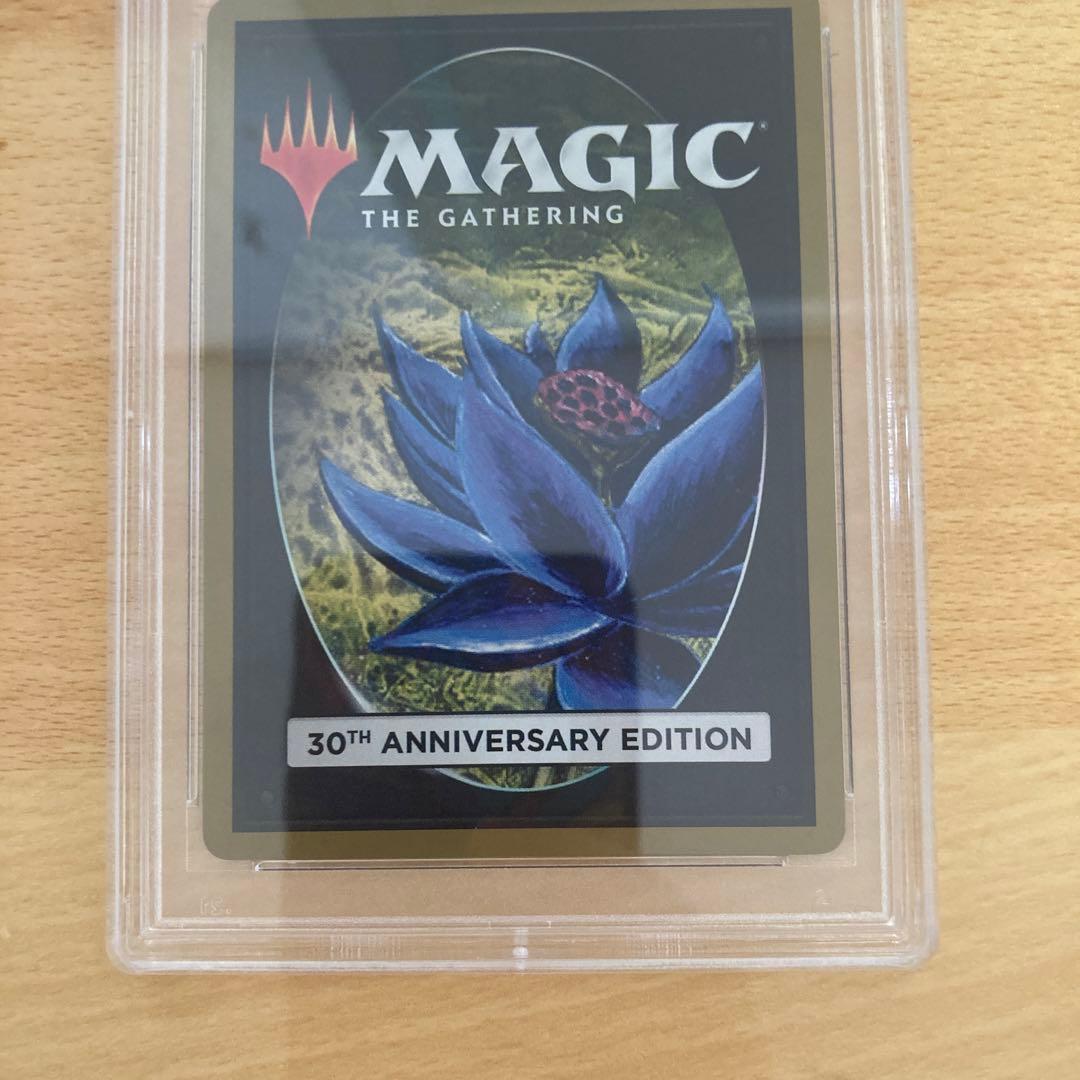 MAGIC®
THE GATHERING
30TH ANNIVERSARY EDITION